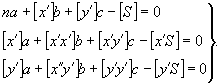 na + [x']b + [y']c - [S] = 0
[x']a + [x'x']b + [x'y']c - [x'S] = 0
[y']a + [x''y']b + [y'y']c - [y'S] = 0